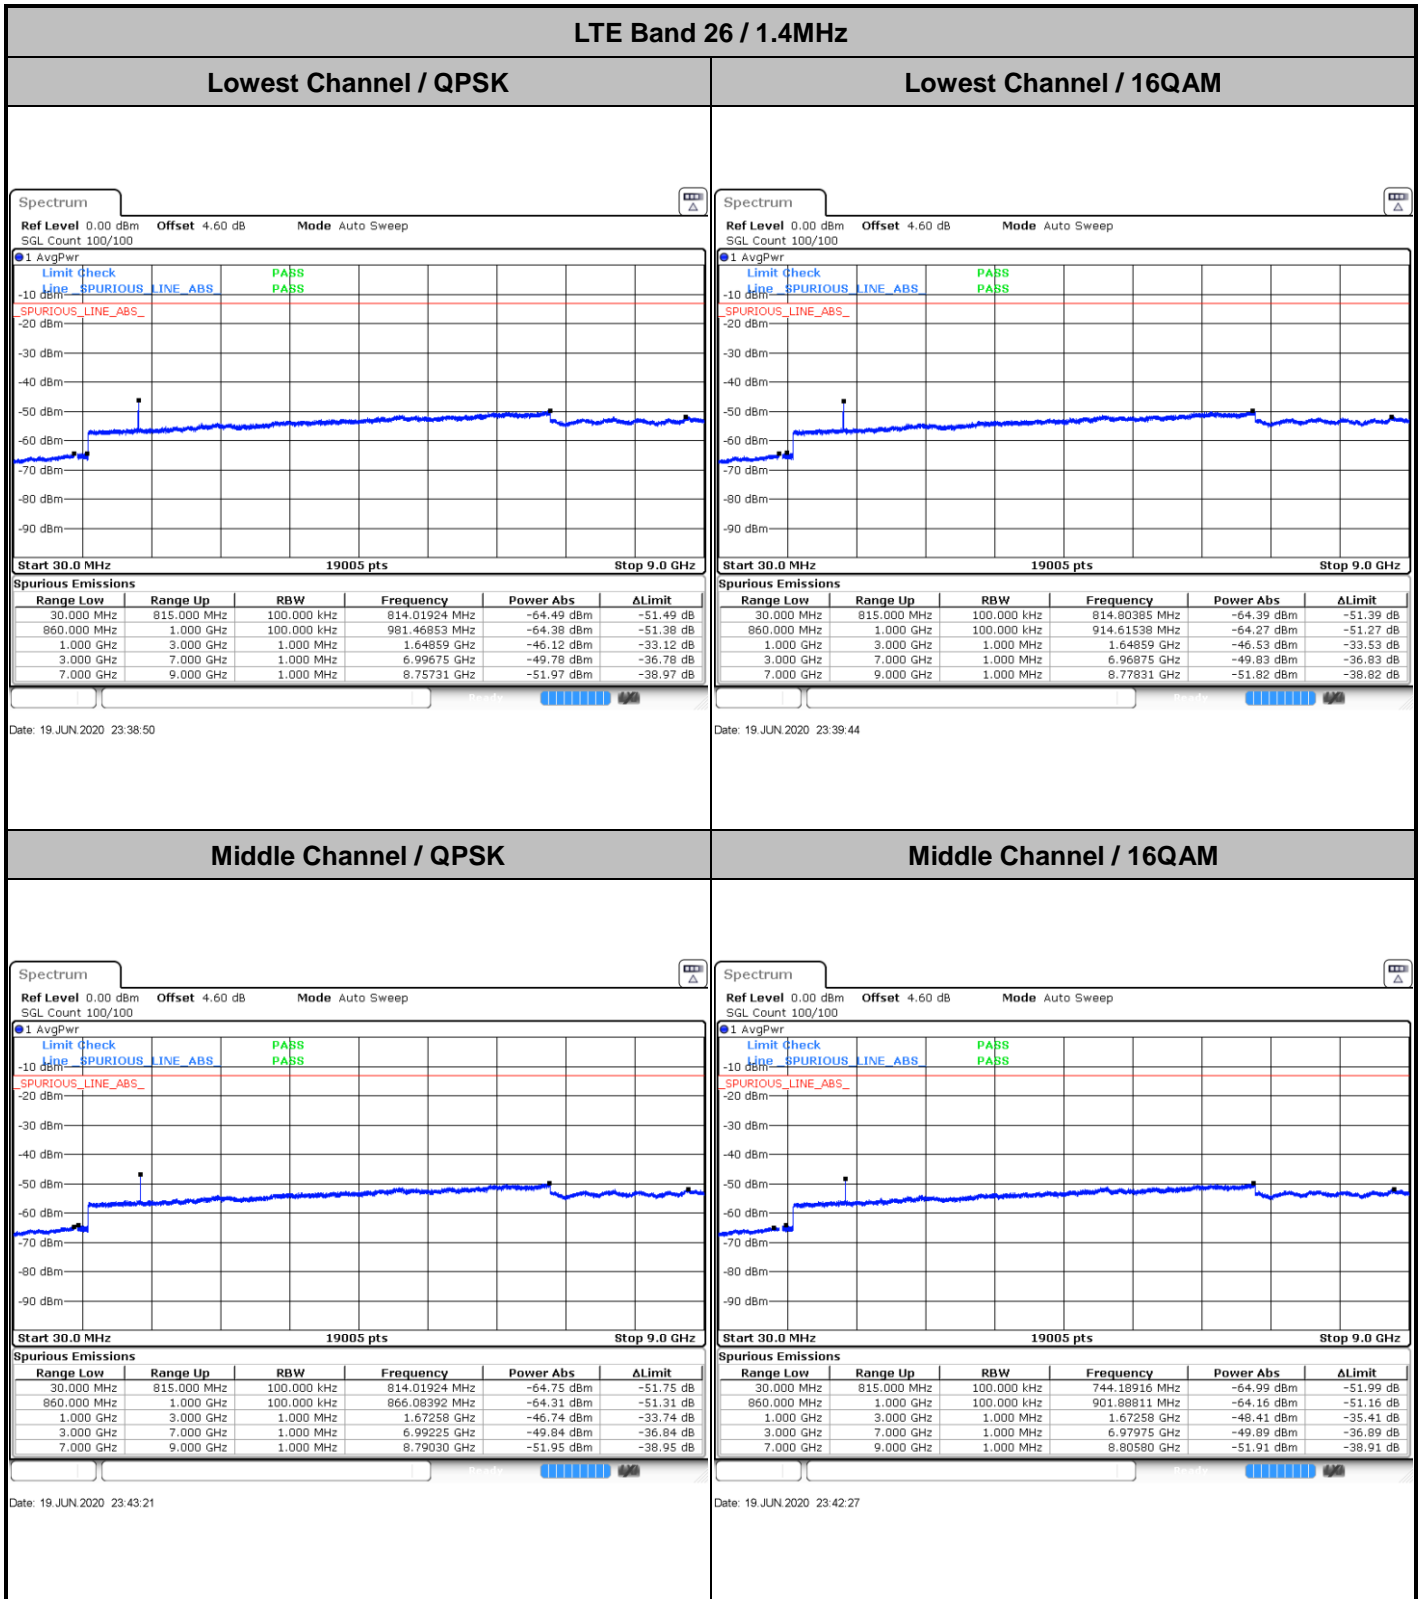 LTE Band 26 / 1.4MHz
Lowest Channel / QPSK
Lowest Channel / 16QAM
Spectrum
Ref Level 0.00 dBm Offset 4.60 dB Mode Auto Sweep
SGL Count 100/100
1 AvgPwr
Limit Check PASS
Line _SPURIOUS_LINE_ABS_ PASS
-10 dBm
_SPURIOUS_LINE_ABS_
-20 dBm
-30 dBm
-40 dBm
-50 dBm
-60 dBm
-70 dBm
-80 dBm
-90 dBm
Start 30.0 MHz 19005 pts Stop 9.0 GHz
Spurious Emissions
Range Low Range Up RBW Frequency Power Abs ΔLimit
30.000 MHz 815.000 MHz 100.000 kHz 814.01924 MHz -64.49 dBm -51.49 dB
860.000 MHz 1.000 GHz 100.000 kHz 981.46853 MHz -64.38 dBm -51.38 dB
1.000 GHz 3.000 GHz 1.000 MHz 1.64859 GHz -46.12 dBm -33.12 dB
3.000 GHz 7.000 GHz 1.000 MHz 6.99675 GHz -49.78 dBm -36.78 dB
7.000 GHz 9.000 GHz 1.000 MHz 8.75731 GHz -51.97 dBm -38.97 dB
Date: 19.JUN.2020 23:38:50
Spectrum
Ref Level 0.00 dBm Offset 4.60 dB Mode Auto Sweep
SGL Count 100/100
1 AvgPwr
Limit Check PASS
Line _SPURIOUS_LINE_ABS_ PASS
-10 dBm
_SPURIOUS_LINE_ABS_
-20 dBm
-30 dBm
-40 dBm
-50 dBm
-60 dBm
-70 dBm
-80 dBm
-90 dBm
Start 30.0 MHz 19005 pts Stop 9.0 GHz
Spurious Emissions
Range Low Range Up RBW Frequency Power Abs ΔLimit
30.000 MHz 815.000 MHz 100.000 kHz 814.80385 MHz -64.39 dBm -51.39 dB
860.000 MHz 1.000 GHz 100.000 kHz 914.61538 MHz -64.27 dBm -51.27 dB
1.000 GHz 3.000 GHz 1.000 MHz 1.64859 GHz -46.53 dBm -33.53 dB
3.000 GHz 7.000 GHz 1.000 MHz 6.96875 GHz -49.83 dBm -36.83 dB
7.000 GHz 9.000 GHz 1.000 MHz 8.77831 GHz -51.82 dBm -38.82 dB
Date: 19.JUN.2020 23:39:44
Middle Channel / QPSK
Middle Channel / 16QAM
Spectrum
Ref Level 0.00 dBm Offset 4.60 dB Mode Auto Sweep
SGL Count 100/100
1 AvgPwr
Limit Check PASS
Line _SPURIOUS_LINE_ABS_ PASS
-10 dBm
_SPURIOUS_LINE_ABS_
-20 dBm
-30 dBm
-40 dBm
-50 dBm
-60 dBm
-70 dBm
-80 dBm
-90 dBm
Start 30.0 MHz 19005 pts Stop 9.0 GHz
Spurious Emissions
Range Low Range Up RBW Frequency Power Abs ΔLimit
30.000 MHz 815.000 MHz 100.000 kHz 814.01924 MHz -64.75 dBm -51.75 dB
860.000 MHz 1.000 GHz 100.000 kHz 866.08392 MHz -64.31 dBm -51.31 dB
1.000 GHz 3.000 GHz 1.000 MHz 1.67258 GHz -46.74 dBm -33.74 dB
3.000 GHz 7.000 GHz 1.000 MHz 6.99225 GHz -49.84 dBm -36.84 dB
7.000 GHz 9.000 GHz 1.000 MHz 8.79030 GHz -51.95 dBm -38.95 dB
Date: 19.JUN.2020 23:43:21
Spectrum
Ref Level 0.00 dBm Offset 4.60 dB Mode Auto Sweep
SGL Count 100/100
1 AvgPwr
Limit Check PASS
Line _SPURIOUS_LINE_ABS_ PASS
-10 dBm
_SPURIOUS_LINE_ABS_
-20 dBm
-30 dBm
-40 dBm
-50 dBm
-60 dBm
-70 dBm
-80 dBm
-90 dBm
Start 30.0 MHz 19005 pts Stop 9.0 GHz
Spurious Emissions
Range Low Range Up RBW Frequency Power Abs ΔLimit
30.000 MHz 815.000 MHz 100.000 kHz 744.18916 MHz -64.99 dBm -51.99 dB
860.000 MHz 1.000 GHz 100.000 kHz 901.88811 MHz -64.16 dBm -51.16 dB
1.000 GHz 3.000 GHz 1.000 MHz 1.67258 GHz -48.41 dBm -35.41 dB
3.000 GHz 7.000 GHz 1.000 MHz 6.97975 GHz -49.89 dBm -36.89 dB
7.000 GHz 9.000 GHz 1.000 MHz 8.80580 GHz -51.91 dBm -38.91 dB
Date: 19.JUN.2020 23:42:27